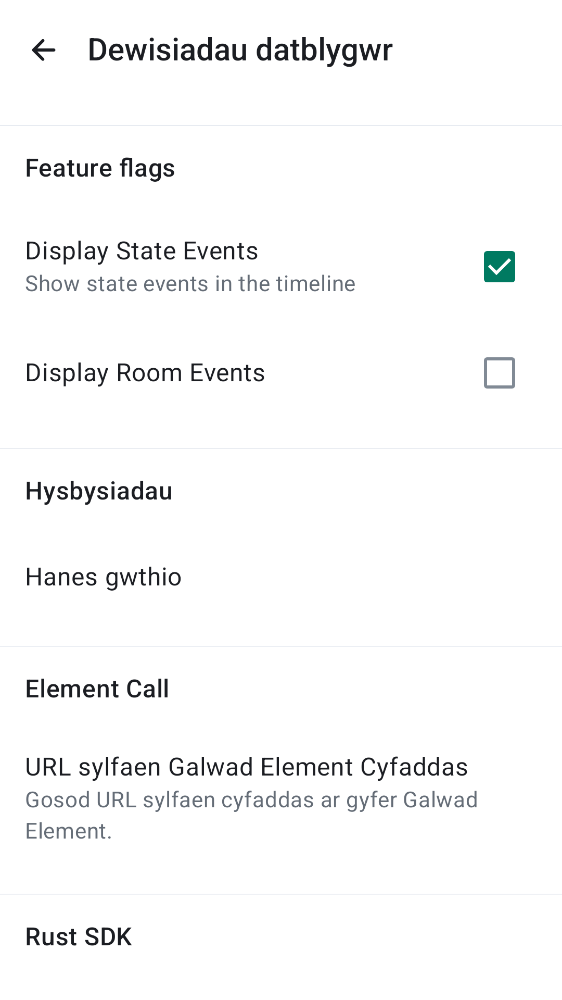 Dewisiadau datblygwr
Feature flags
Display State Events
Show state events in the timeline
Display Room Events
Hysbysiadau
Hanes gwthio
Element Call
URL sylfaen Galwad Element Cyfaddas
Gosod URL sylfaen cyfaddas ar gyfer Galwad
Element.
Rust SDK